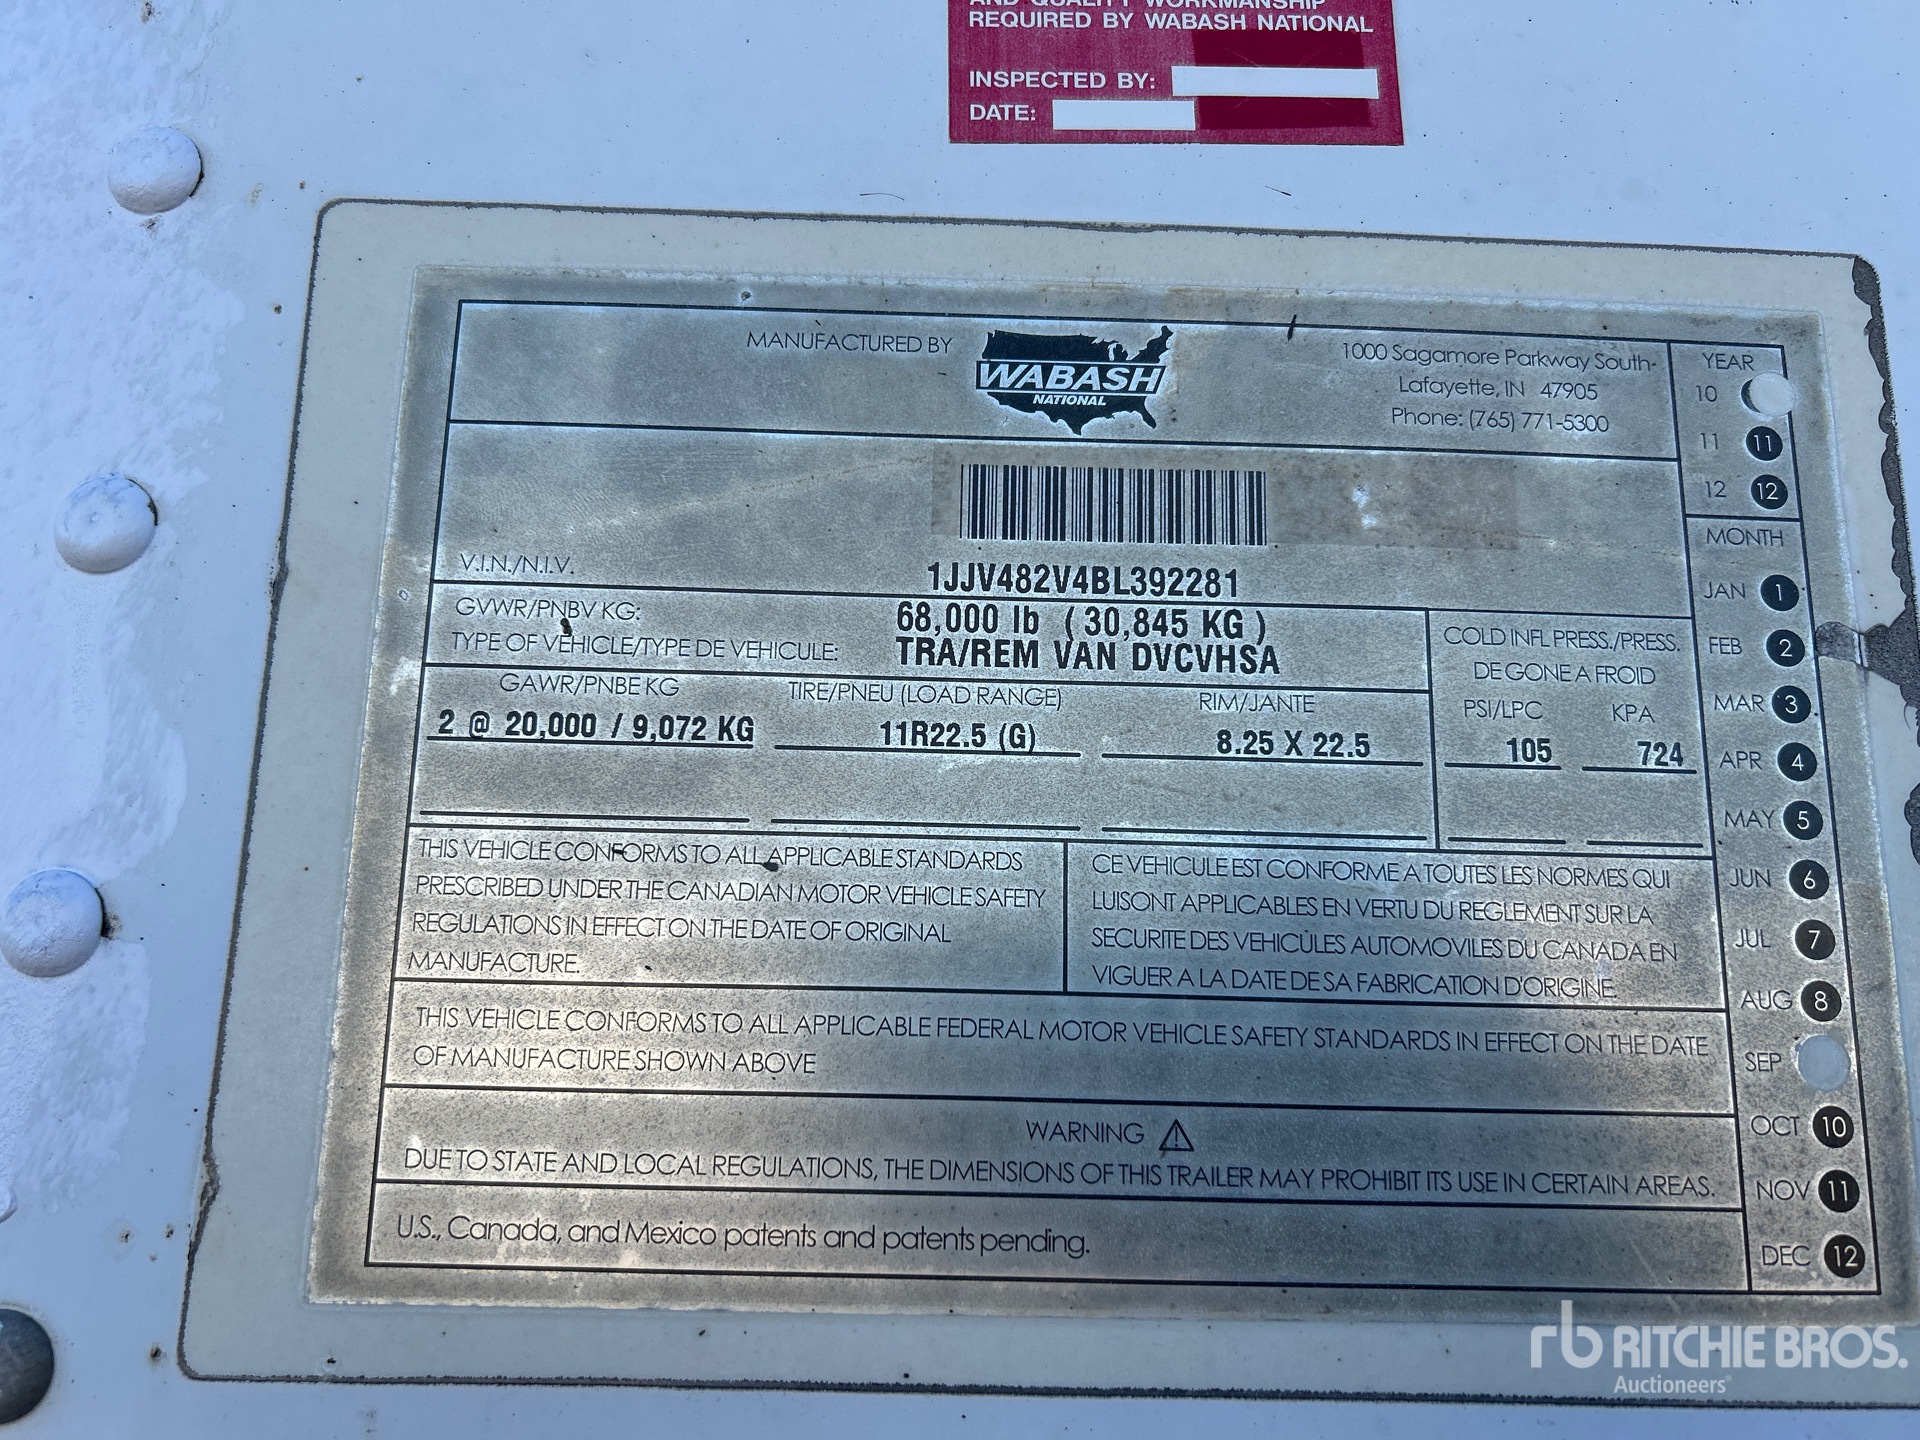 AND QUALITY WORKMANSHIP
REQUIRED BY WABASH NATIONAL
INSPECTED BY:
DATE:
MANUFACTURED BY
WABASH
NATIONAL
1000 Sagamore Parkway South
Lafayette, IN 47905
Phone: (765) 771-5300
YEAR
10
11 11
12 12
V.I.N./N.I.V.
1JJV482V4BL392281
GVWR/PNBV KG:
68,000 lb ( 30,845 KG )
TYPE OF VEHICLE/TYPE DE VEHICULE:
TRA/REM VAN DVCVHSA
COLD INFL PRESS./PRESS.
DE GONE A FROID
GAWR/PNBE KG
TIRE/PNEU (LOAD RANGE)
RIM/JANTE
PSI/LPC
KPA
2 @ 20,000 / 9,072 KG
11R22.5 (G)
8.25 X 22.5
105
724
THIS VEHICLE CONFORMS TO ALL APPLICABLE STANDARDS
PRESCRIBED UNDER THE CANADIAN MOTOR VEHICLE SAFETY
REGULATIONS IN EFFECT ON THE DATE OF ORIGINAL
MANUFACTURE.
CE VEHICULE EST CONFORME A TOUTES LES NORMES QUI
LUISONT APPLICABLES EN VERTU DU REGLEMENT SUR LA
SECURITE DES VEHICULES AUTOMOVILES DU CANADA EN
VIGUER A LA DATE DE SA FABRICATION D'ORIGINE.
THIS VEHICLE CONFORMS TO ALL APPLICABLE FEDERAL MOTOR VEHICLE SAFETY STANDARDS IN EFFECT ON THE DATE
OF MANUFACTURE SHOWN ABOVE
WARNING
DUE TO STATE AND LOCAL REGULATIONS, THE DIMENSIONS OF THIS TRAILER MAY PROHIBIT ITS USE IN CERTAIN AREAS.
U.S., Canada, and Mexico patents and patents pending.
MONTH
JAN 1
FEB 2
MAR 3
APR 4
MAY 5
JUN 6
JUL 7
AUG 8
SEP
OCT 10
NOV 11
DEC 12
rb RITCHIE BROS.
Auctioneers